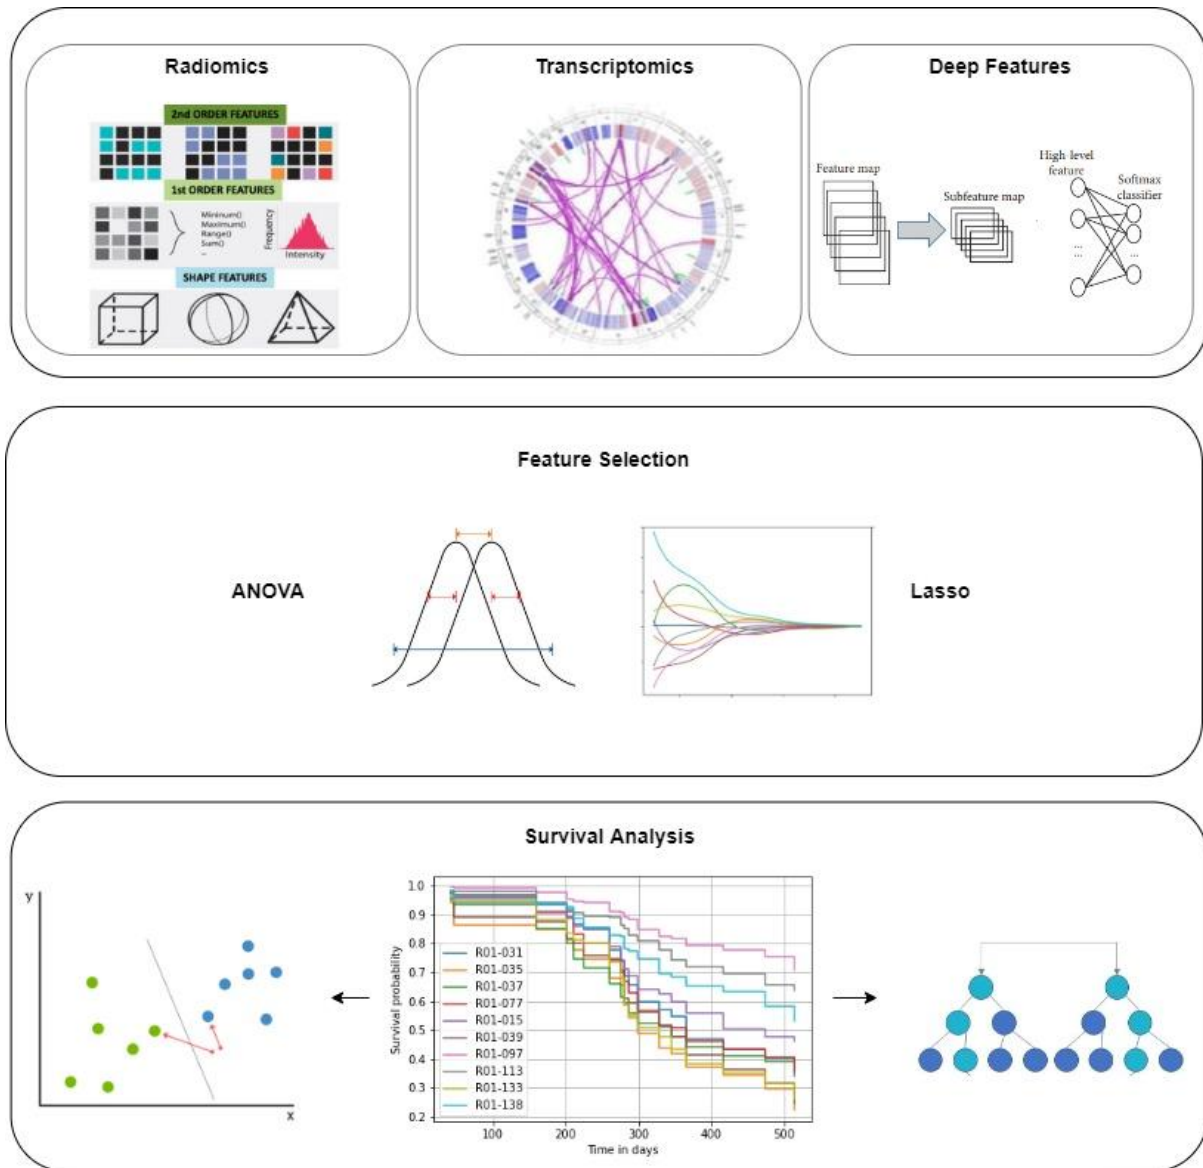 Radiomics
2nd ORDER FEATURES
1st ORDER FEATURES
Mininum()
Maximum()
Range()
Sum()
...
Frequency
Intensity
SHAPE FEATURES
Transcriptomics
Deep Features
Feature map
Subfeature map
High-level
feature
Softmax
classifier
...
...
...
Feature Selection
ANOVA
Lasso
Survival Analysis
y
x
Survival probability
1.0
0.9
0.8
0.7
0.6
0.5
0.4
0.3
0.2
R01-031
R01-035
R01-037
R01-077
R01-015
R01-039
R01-097
R01-113
R01-133
R01-138
100 200 300 400 500
Time in days